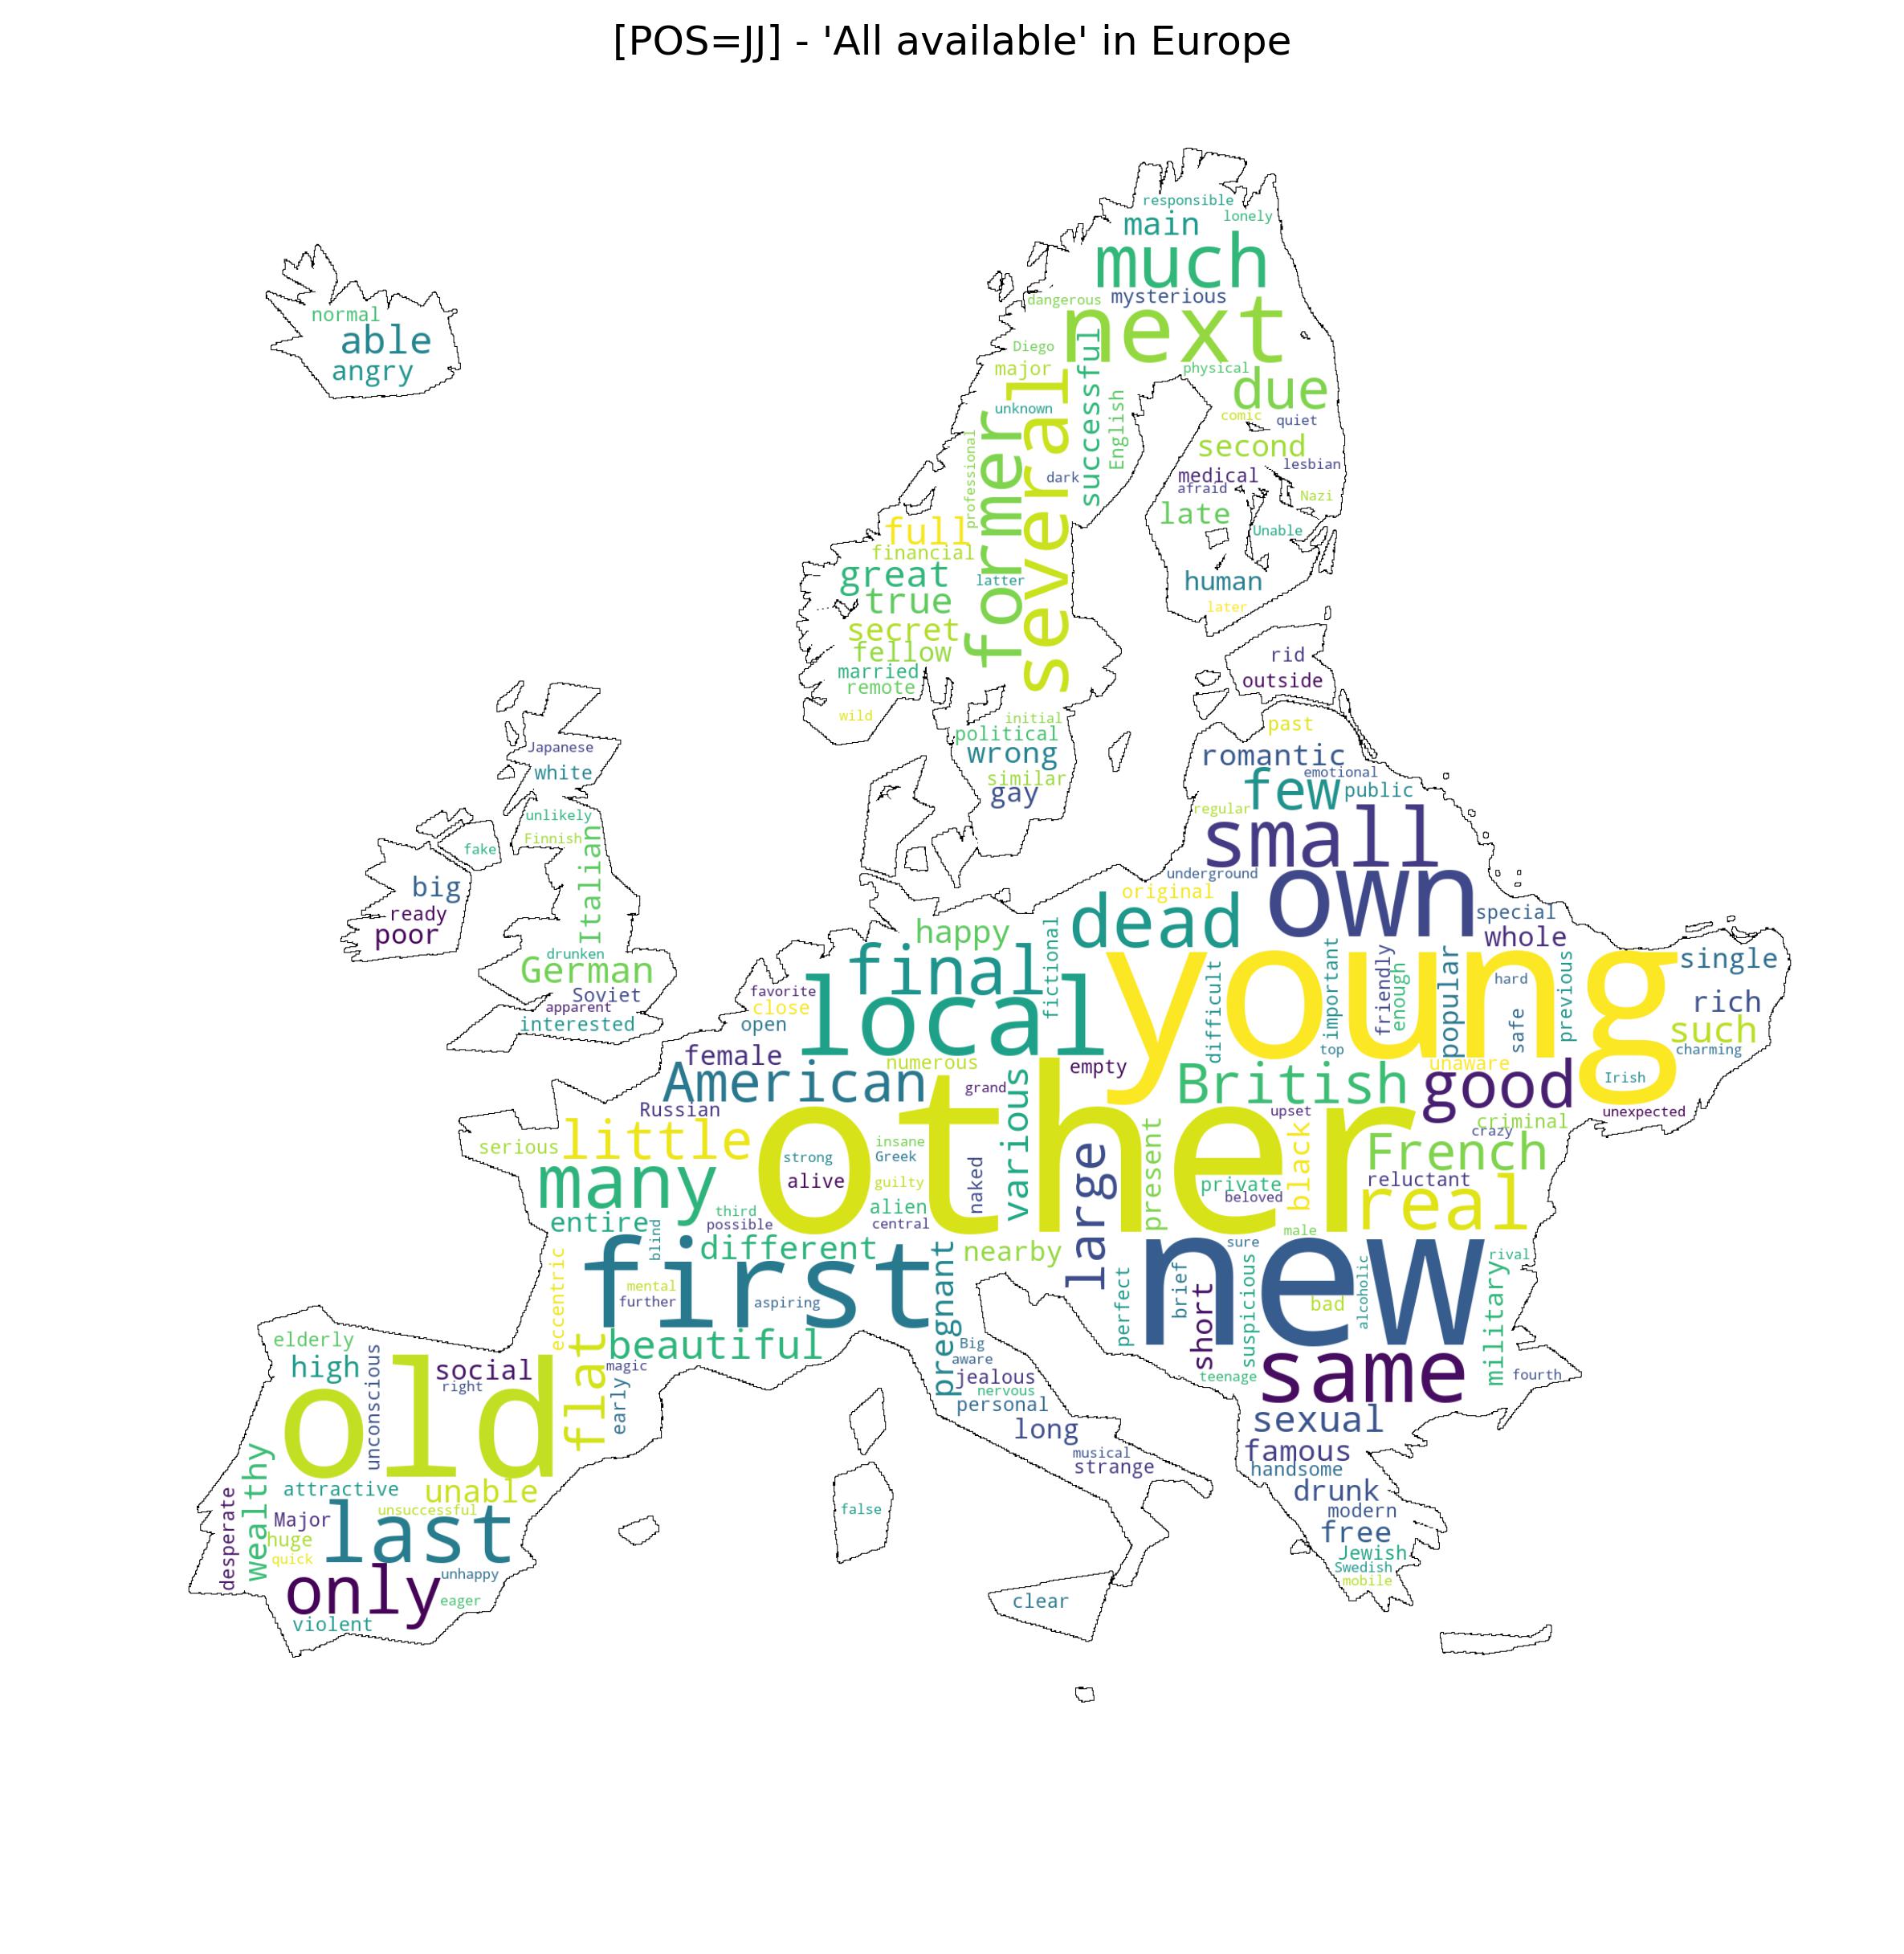 [POS=JJ] - 'All available' in Europe
responsible
main
lonely
much
dangerous
mysterious
next
normal
able
angry
Diego
major
successful
physical
due
several
former
unknown
English
comic
quiet
second
professional
dark
medical
lesbian
afraid
Nazi
late
full
financial
Unable
great
latter
human
true
later
secret
fellow
married
remote
wild
rid
outside
initial
political
wrong
similar
gay
past
romantic
emotional
few
public
regular
small
Japanese
white
unlikely
Finnish
Italian
fake
big
ready
poor
drunken
German
Soviet
apparent
interested
underground
original
own
dead
special
whole
happy
final
fictional
favorite
close
open
local
young
difficult
important
friendly
enough
popular
hard
previous
safe
top
single
rich
such
charming
Irish
unexpected
female
American
Russian
numerous
grand
empty
various
British
unaware
good
criminal
crazy
upset
serious
little
many
other
insane
strong
Greek
alive
guilty
naked
alien
central
third
possible
large
present
private
beloved
black
French
reluctant
real
male
entire
blind
different
nearby
eccentric
first
mental
further
aspiring
pregnant
perfect
new
sure
brief
short
suspicious
bad
alcoholic
rival
military
beautiful
flat
magic
early
Big
aware
jealous
nervous
personal
long
musical
strange
teenage
same
fourth
sexual
famous
handsome
drunk
modern
free
Jewish
Swedish
mobile
elderly
high
unconscious
social
right
old
wealthy
attractive
unable
desperate
Major
unsuccessful
huge
last
quick
only
unhappy
eager
violent
false
clear